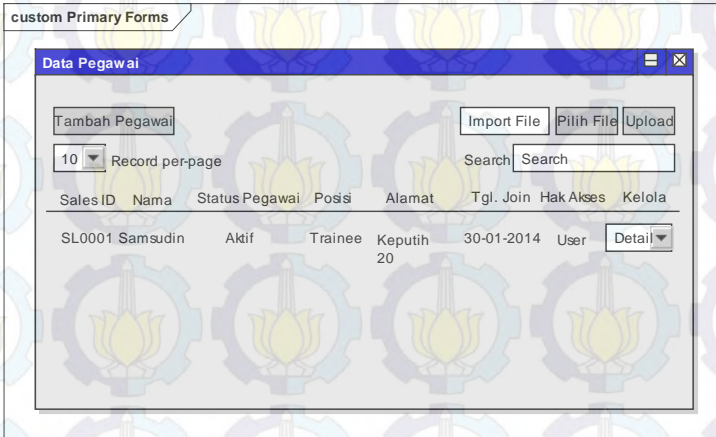 custom Primary Forms
Data Pegawai
Tambah Pegawai Import File Pilih File Upload
10 Record per-page Search Search
Sales ID Nama Status Pegawai Posisi Alamat Tgl. Join Hak Akses Kelola
SL0001 Samsudin Aktif Trainee Keputih 30-01-2014 User Detail
20